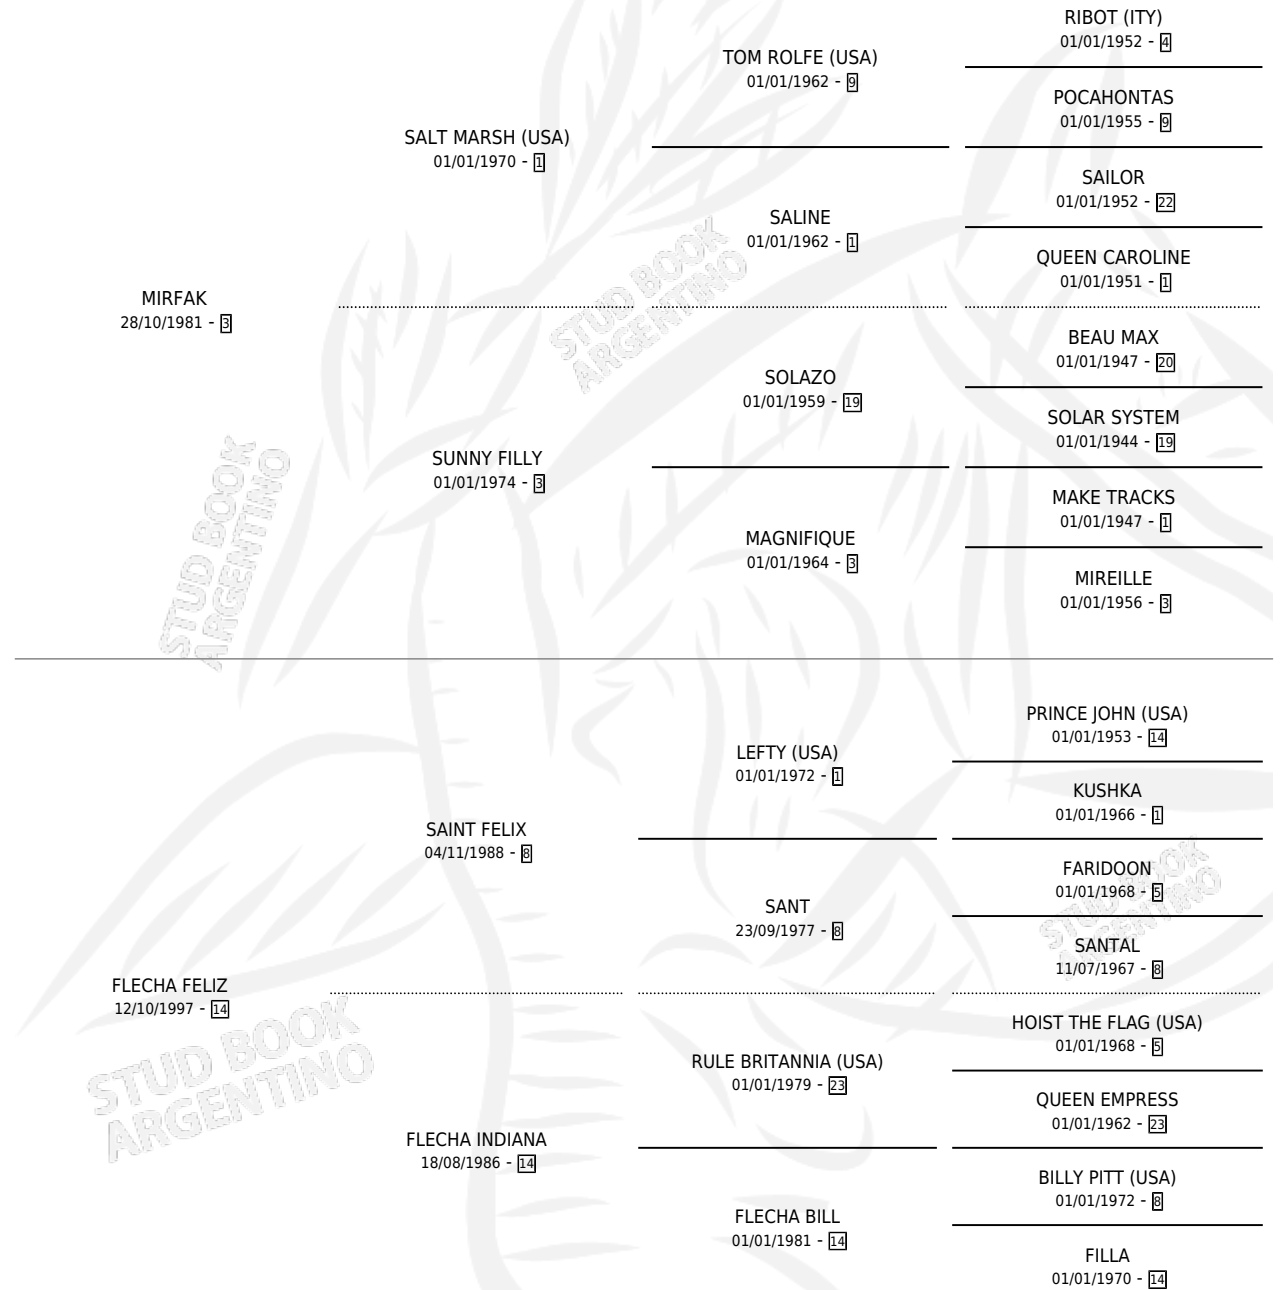 RIBOT (ITY)
01/01/1952 - 4
TOM ROLFE (USA)
01/01/1962 - 9
POCAHONTAS
01/01/1955 - 9
SALT MARSH (USA)
01/01/1970 - 1
SAILOR
01/01/1952 - 22
SALINE
01/01/1962 - 1
QUEEN CAROLINE
01/01/1951 - 1
MIRFAK
28/10/1981 - 3
BEAU MAX
01/01/1947 - 20
SOLAZO
01/01/1959 - 19
SOLAR SYSTEM
01/01/1944 - 19
SUNNY FILLY
01/01/1974 - 3
MAKE TRACKS
01/01/1947 - 1
MAGNIFIQUE
01/01/1964 - 3
MIREILLE
01/01/1956 - 3
PRINCE JOHN (USA)
01/01/1953 - 14
LEFTY (USA)
01/01/1972 - 1
KUSHKA
01/01/1966 - 1
SAINT FELIX
04/11/1988 - 8
FARIDOON
01/01/1968 - 5
SANT
23/09/1977 - 8
SANTAL
11/07/1967 - 8
FLECHA FELIZ
12/10/1997 - 14
HOIST THE FLAG (USA)
01/01/1968 - 5
RULE BRITANNIA (USA)
01/01/1979 - 23
QUEEN EMPRESS
01/01/1962 - 23
FLECHA INDIANA
18/08/1986 - 14
BILLY PITT (USA)
01/01/1972 - 8
FLECHA BILL
01/01/1981 - 14
FILLA
01/01/1970 - 14
STUD BOOK
ARGENTINO
STUD BOOK
ARGENTINO
STUD BOOK
ARGENTINO
STUD BOOK
ARGENTINO